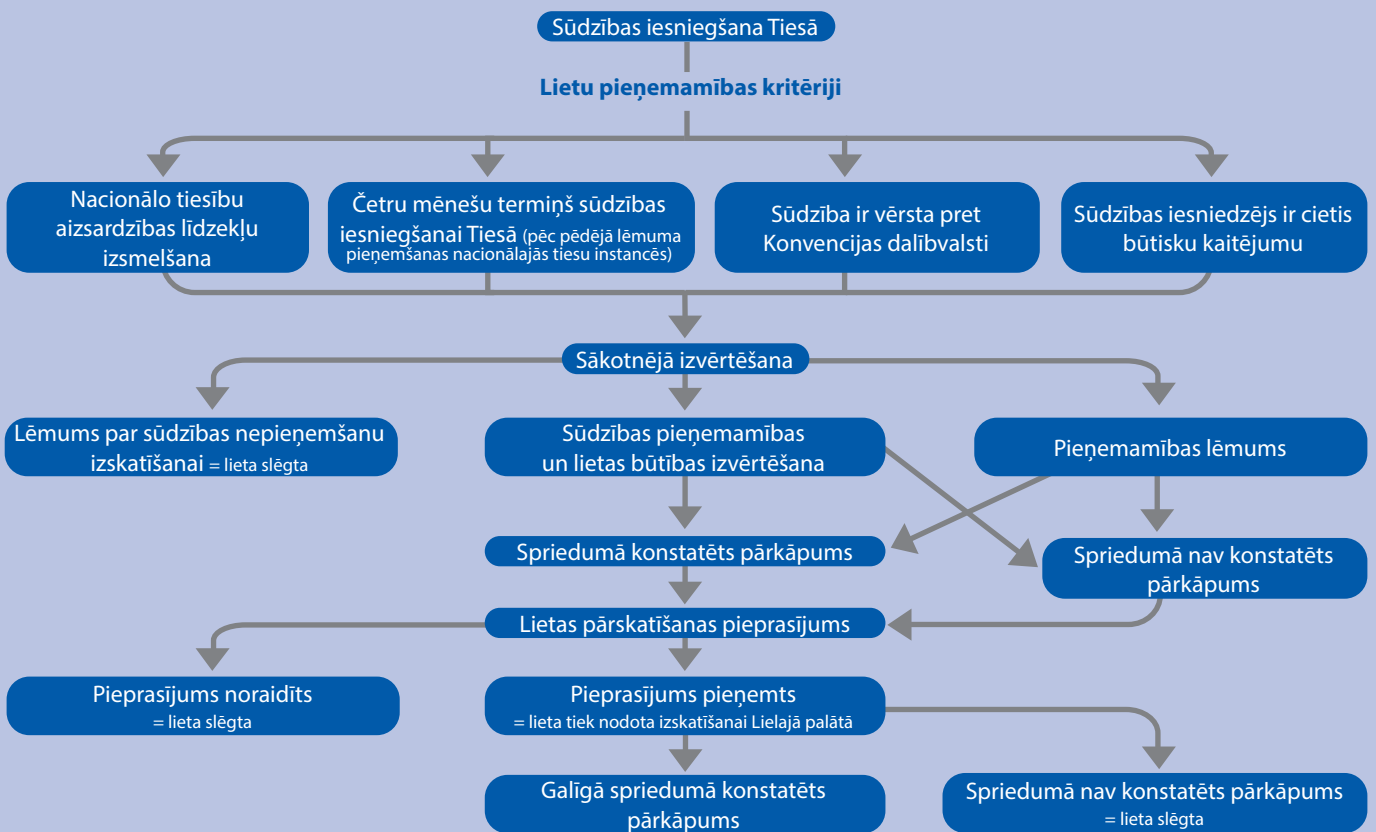 Sūdzības iesniegšana Tiesā
Lietu pieņemamības kritēriji
Nacionālo tiesību
aizsardzības līdzekļu
izsmelšana
Četru mēnešu termiņš sūdzības
iesniegšanai Tiesā (pēc pēdējā lēmuma
pieņemšanas nacionālajās tiesu instancēs)
Sūdzība ir vērsta pret
Konvencijas dalībvalsti
Sūdzības iesniedzējs ir cietis
būtisku kaitējumu
Sākotnējā izvērtēšana
Lēmums par sūdzības nepieņemšanu
izskatīšanai = lieta slēgta
Sūdzības pieņemamības
un lietas būtības izvērtēšana
Pieņemamības lēmums
Spriedumā konstatēts pārkāpums
Spriedumā nav konstatēts
pārkāpums
Lietas pārskatīšanas pieprasījums
Pieprasījums noraidīts
= lieta slēgta
Pieprasījums pieņemts
= lieta tiek nodota izskatīšanai Lielajā palātā
Galīgā spriedumā konstatēts
pārkāpums
Spriedumā nav konstatēts pārkāpums
= lieta slēgta